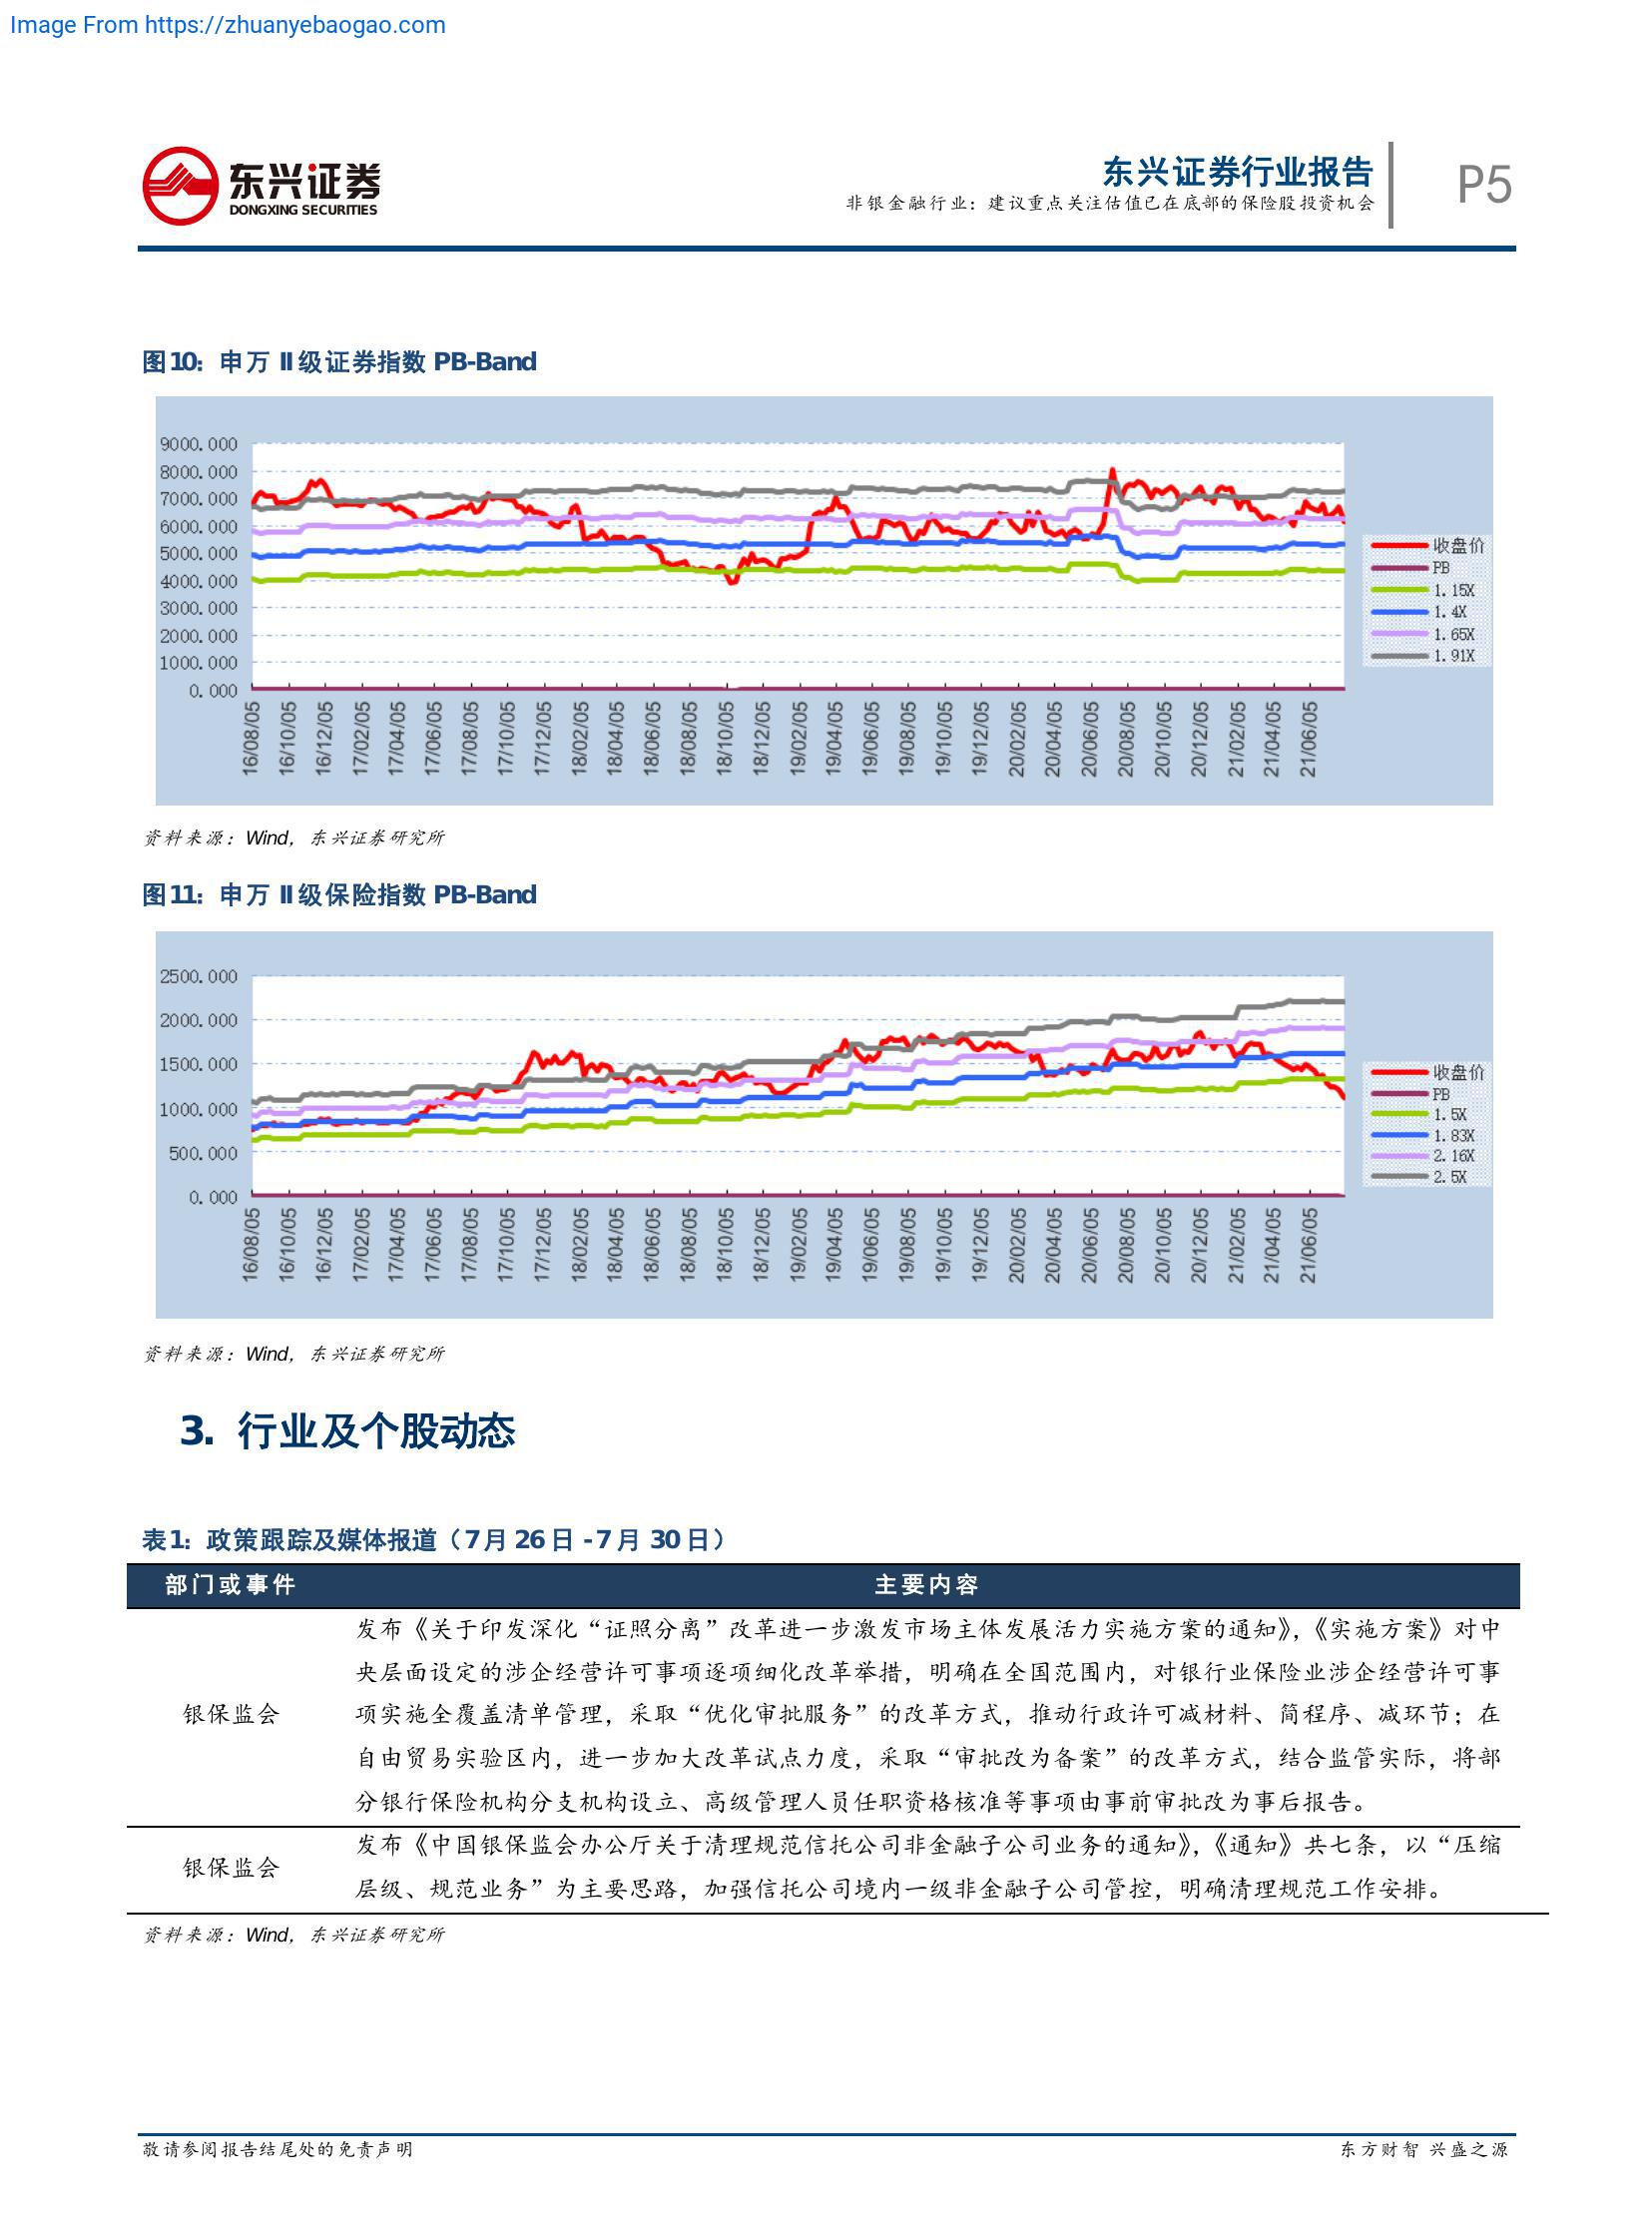 Image From https://zhuanyebaogao.com
东兴证券
DONGXING SECURITIES
东兴证券行业报告
非银金融行业：建议重点关注估值已在底部的保险股投资机会
P5
图10：申万 II 级证券指数 PB-Band
9000.000
8000.000
7000.000
6000.000
5000.000
4000.000
3000.000
2000.000
1000.000
0.000
收盘价
PB
1.15X
1.4X
1.65X
1.91X
16/08/05
16/10/05
16/12/05
17/02/05
17/04/05
17/06/05
17/08/05
17/10/05
17/12/05
18/02/05
18/04/05
18/06/05
18/08/05
18/10/05
18/12/05
19/02/05
19/04/05
19/06/05
19/08/05
19/10/05
19/12/05
20/02/05
20/04/05
20/06/05
20/08/05
20/10/05
20/12/05
21/02/05
21/04/05
21/06/05
资料来源：Wind，东兴证券研究所
图11：申万 II 级保险指数 PB-Band
2500.000
2000.000
1500.000
1000.000
500.000
0.000
收盘价
PB
1.5X
1.83X
2.16X
2.5X
16/08/05
16/10/05
16/12/05
17/02/05
17/04/05
17/06/05
17/08/05
17/10/05
17/12/05
18/02/05
18/04/05
18/06/05
18/08/05
18/10/05
18/12/05
19/02/05
19/04/05
19/06/05
19/08/05
19/10/05
19/12/05
20/02/05
20/04/05
20/06/05
20/08/05
20/10/05
20/12/05
21/02/05
21/04/05
21/06/05
资料来源：Wind，东兴证券研究所
3. 行业及个股动态
表1：政策跟踪及媒体报道（7月26日-7月30日）
部门或事件 主要内容
银保监会
发布《关于印发深化“证照分离”改革进一步激发市场主体发展活力实施方案的通知》，《实施方案》对中
央层面设定的涉企经营许可事项逐项细化改革举措，明确在全国范围内，对银行业保险业涉企经营许可事
项实施全覆盖清单管理，采取“优化审批服务”的改革方式，推动行政许可减材料、简程序、减环节；在
自由贸易实验区内，进一步加大改革试点力度，采取“审批改为备案”的改革方式，结合监管实际，将部
分银行保险机构分支机构设立、高级管理人员任职资格核准等事项由事前审批改为事后报告。
银保监会
发布《中国银保监会办公厅关于清理规范信托公司非金融子公司业务的通知》，《通知》共七条，以“压缩
层级、规范业务”为主要思路，加强信托公司境内一级非金融子公司管控，明确清理规范工作安排。
资料来源：Wind，东兴证券研究所
敬请参阅报告结尾处的免责声明
东方财智 兴盛之源